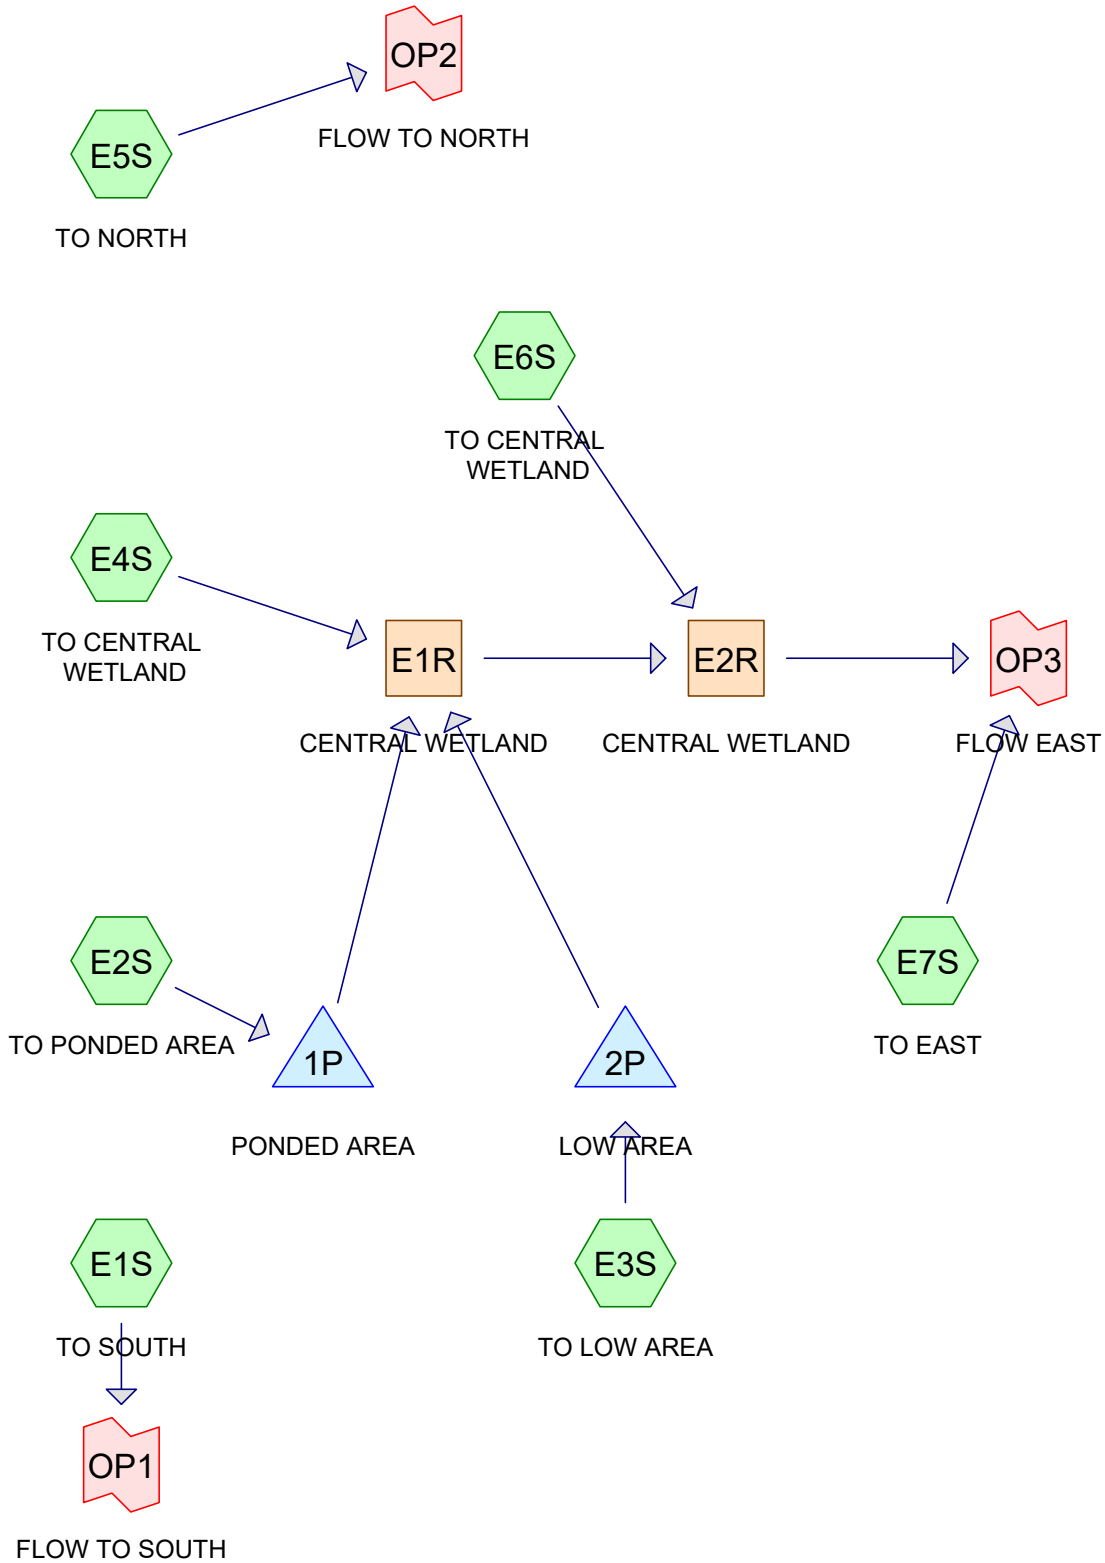 OP2
FLOW TO NORTH
E5S
TO NORTH
E6S
TO CENTRAL
WETLAND
E4S
TO CENTRAL
WETLAND
E1R
CENTRAL WETLAND
E2R
CENTRAL WETLAND
OP3
FLOW EAST
E2S
TO PONDED AREA
1P
PONDED AREA
2P
LOW AREA
E7S
TO EAST
E1S
TO SOUTH
E3S
TO LOW AREA
OP1
FLOW TO SOUTH